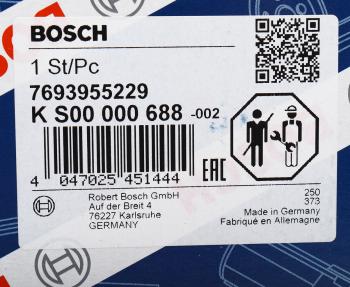 BOSCH
1 St/Pc
7693955229
K S00 000 688 -002
4 047025 451444
EAC
Robert Bosch GmbH
Auf der Breit 4
76227 Karlsruhe
GERMANY
250
373
Made in Germany
Fabriqué en Allemagne